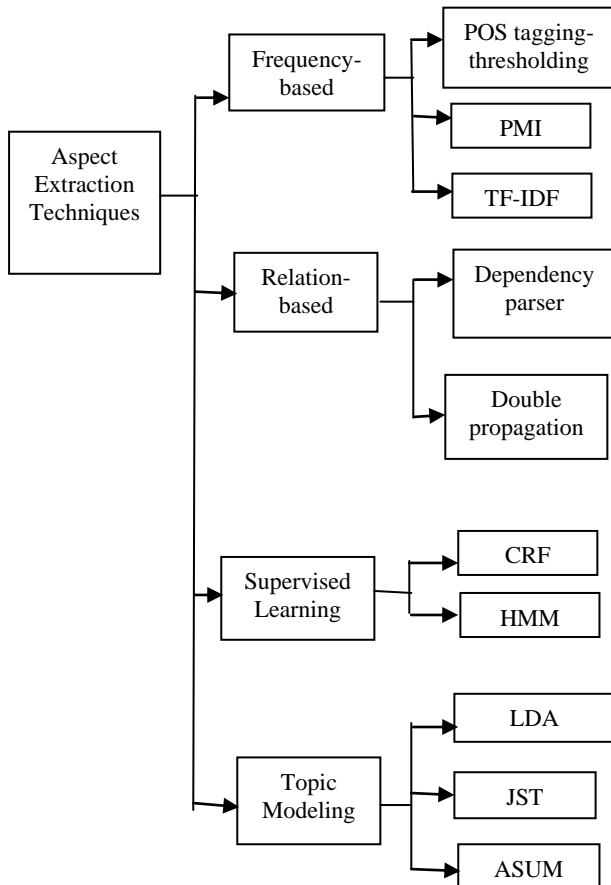 Aspect
Extraction
Techniques
Frequency-
based
POS tagging-
thresholding
PMI
TF-IDF
Relation-
based
Dependency
parser
Double
propagation
Supervised
Learning
CRF
HMM
Topic
Modeling
LDA
JST
ASUM